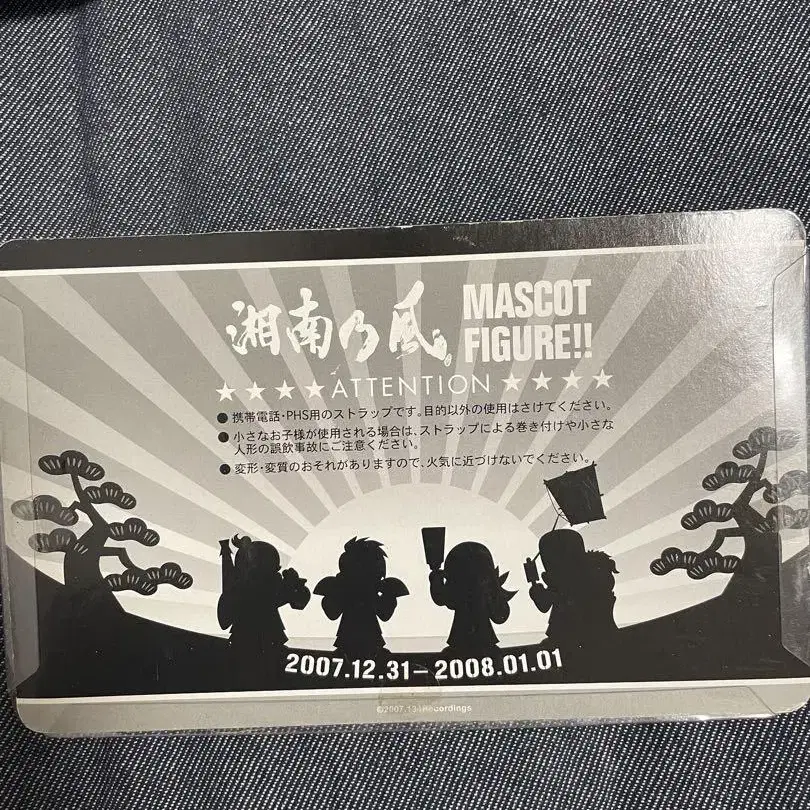 湘南乃風。
MASCOT
FIGURE!!
★★★★ATTENTION★★★★
●携帯電話・PHS用のストラップです。目的以外の使用はさけてください。
●小さなお子様が使用される場合は、ストラップによる巻き付けや小さな
人形の誤飲事故にご注意ください。
●変形・変質のおそれがありますので、火気に近づけないでください。
2007.12.31–2008.01.01
©2007.134Recordings